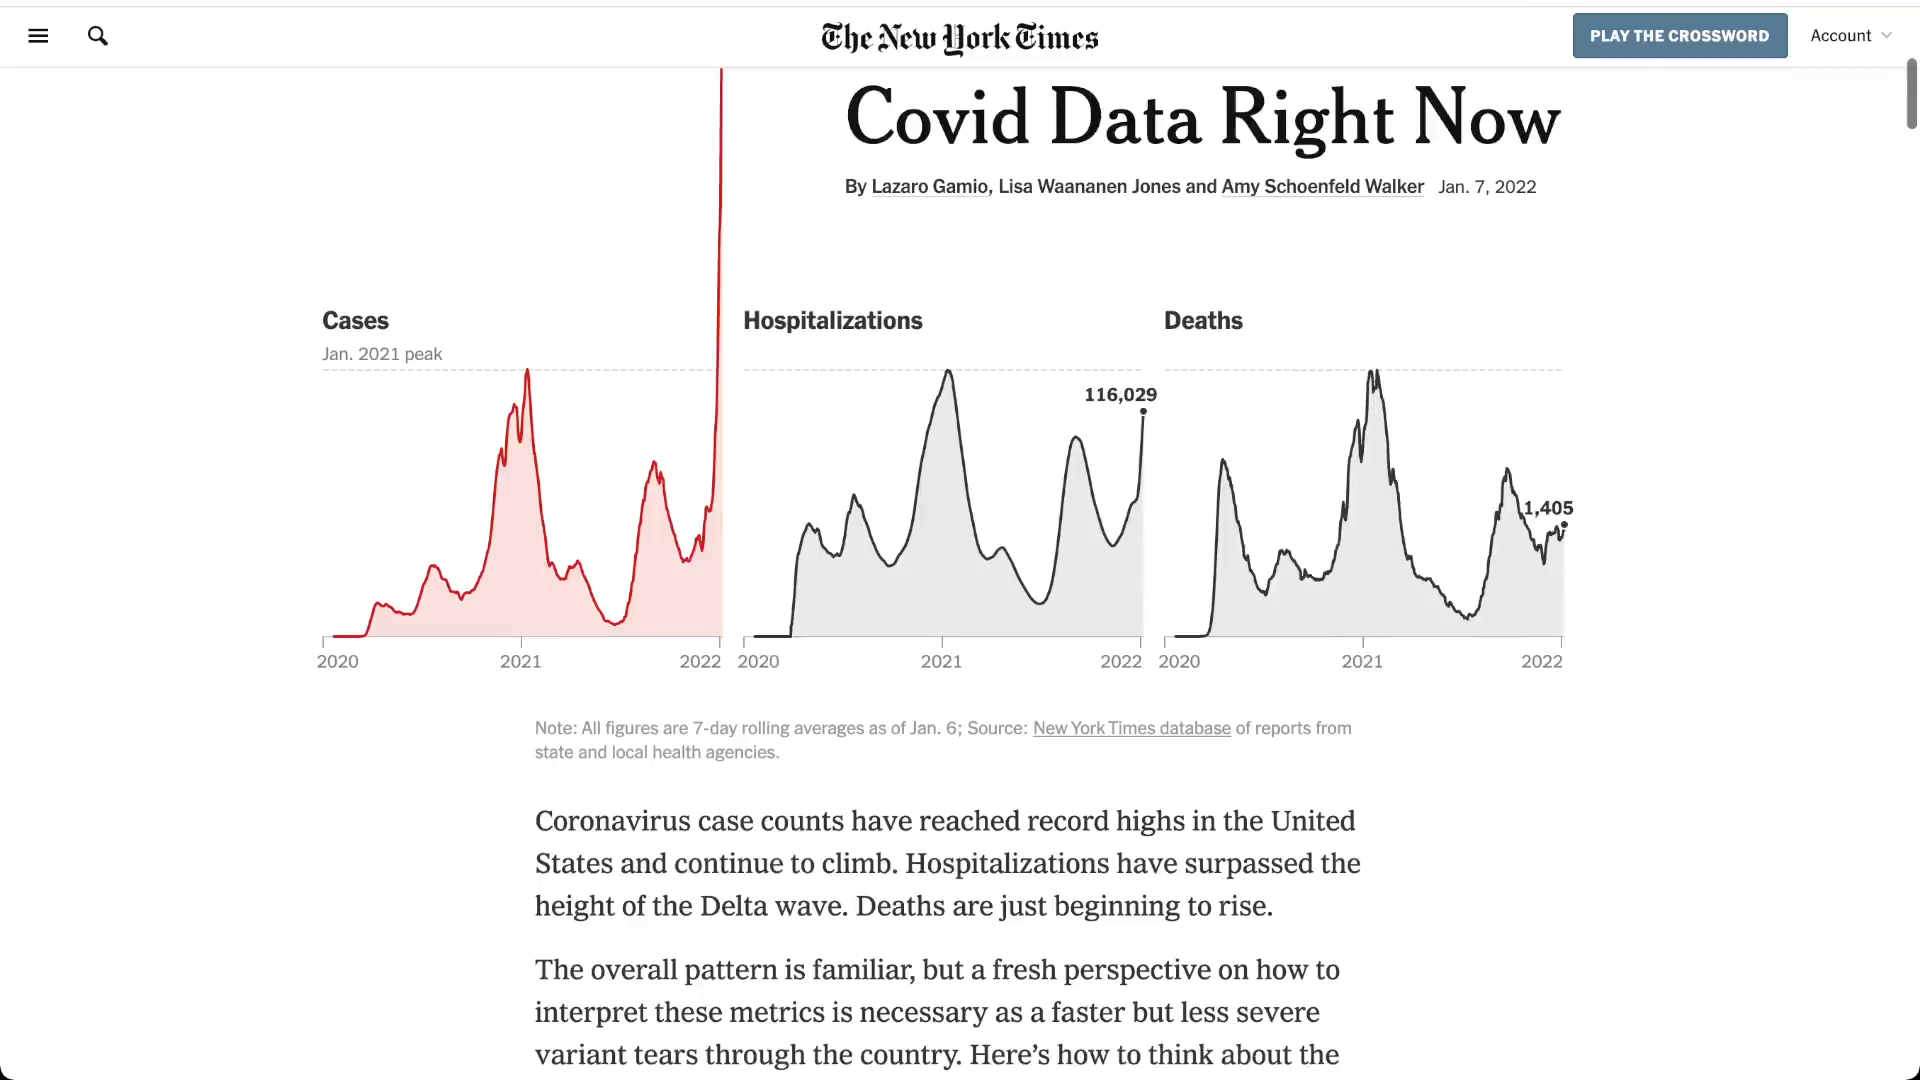 The New York Times
PLAY THE CROSSWORD
Account
Covid Data Right Now
By Lazaro Gamio, Lisa Waananen Jones and Amy Schoenfeld Walker Jan. 7, 2022
Cases
Jan. 2021 peak
2020 2021 2022
Hospitalizations
116,029
2020 2021 2022
Deaths
1,405
2020 2021 2022
Note: All figures are 7-day rolling averages as of Jan. 6; Source: New York Times database of reports from
state and local health agencies.
Coronavirus case counts have reached record highs in the United
States and continue to climb. Hospitalizations have surpassed the
height of the Delta wave. Deaths are just beginning to rise.
The overall pattern is familiar, but a fresh perspective on how to
interpret these metrics is necessary as a faster but less severe
variant tears through the country. Here’s how to think about the